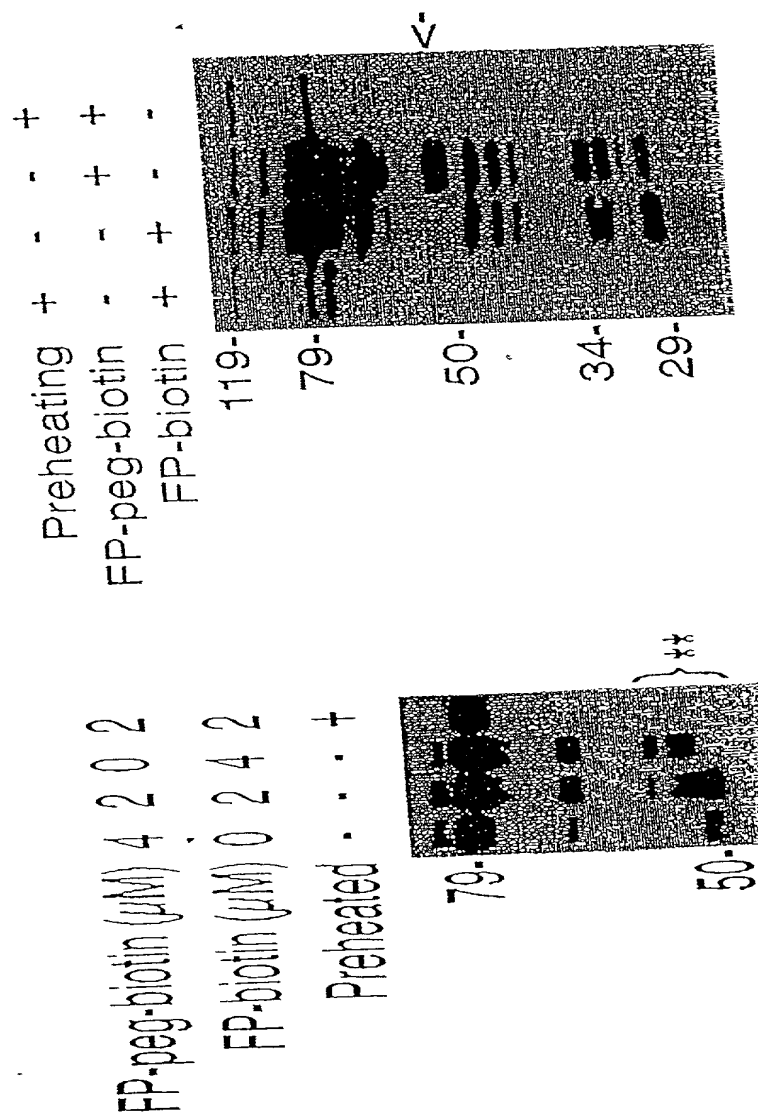 Preheating + - - +
FP-peg-biotin - - + +
FP-biotin + + - -
119-
79-
50-
34-
29-
<-
FP-peg-biotin (μM) 4 2 0 2
FP-biotin (μM) 0 2 4 2
Preheated - - - +
79-
50-
**